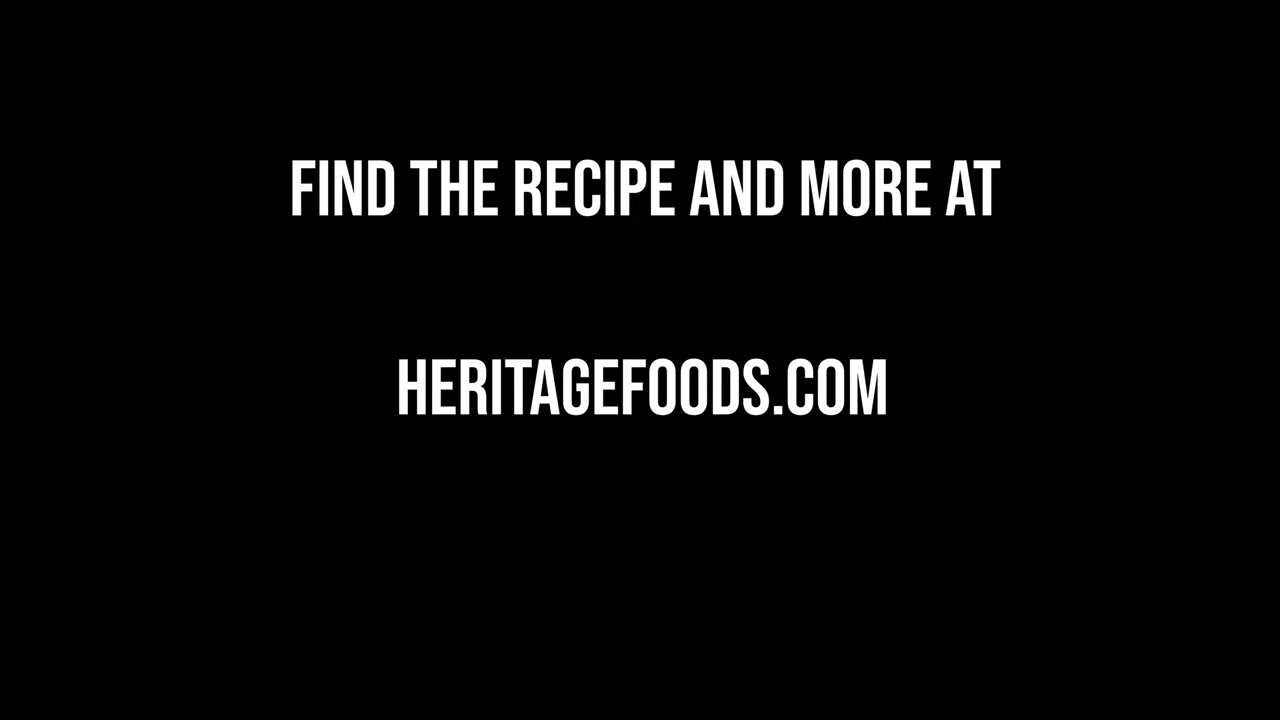 FIND THE RECIPE AND MORE AT
HERITAGEFOODS.COM